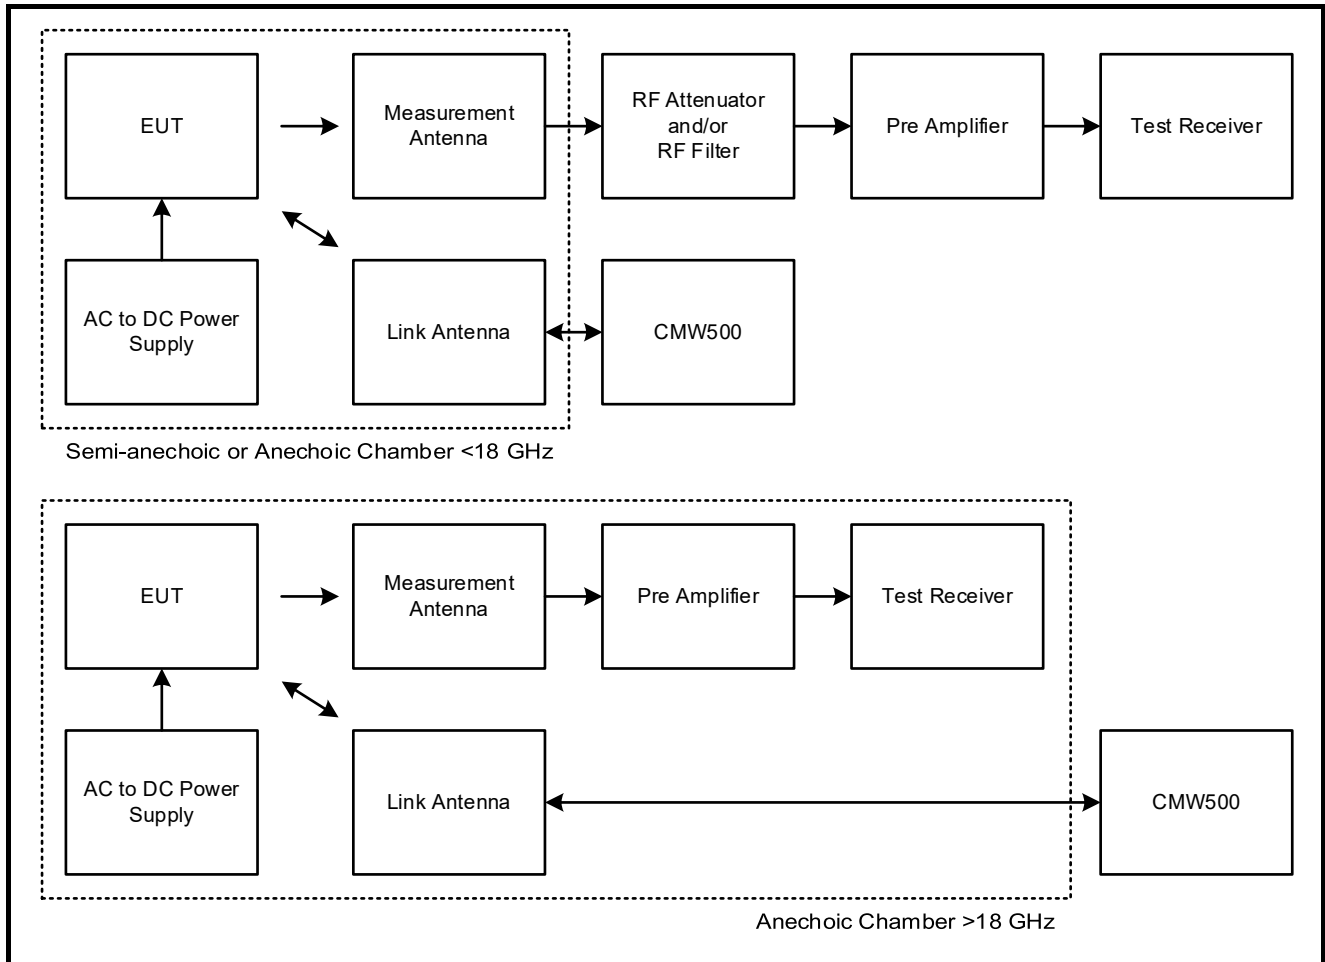 EUT
Measurement
Antenna
RF Attenuator
and/or
RF Filter
Pre Amplifier
Test Receiver
AC to DC Power
Supply
Link Antenna
CMW500
Semi-anechoic or Anechoic Chamber <18 GHz
EUT
Measurement
Antenna
Pre Amplifier
Test Receiver
AC to DC Power
Supply
Link Antenna
CMW500
Anechoic Chamber >18 GHz